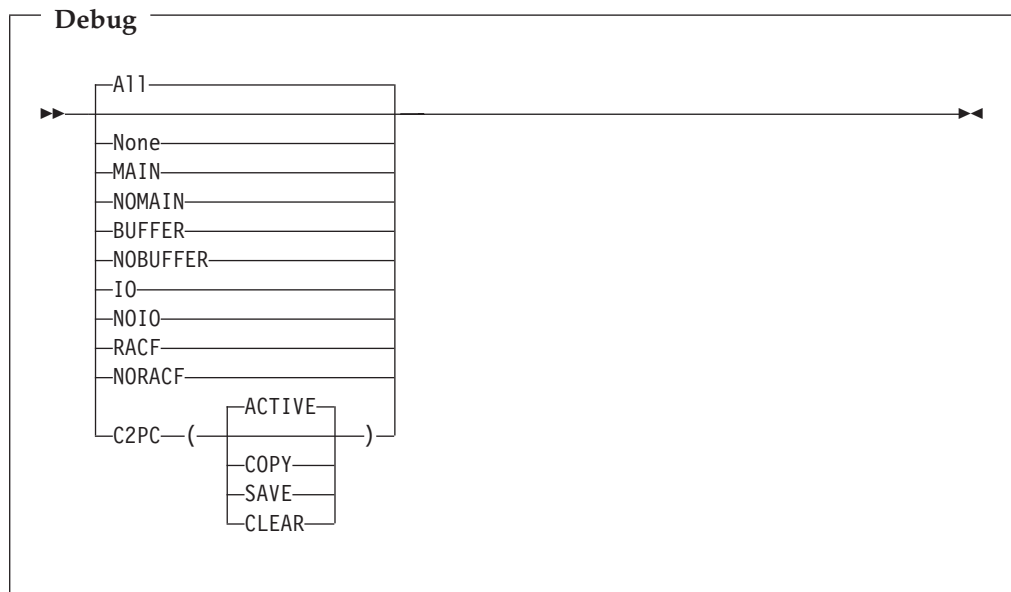 Debug
All
None
MAIN
NOMAIN
BUFFER
NOBUFFER
IO
NOIO
RACF
NORACF
ACTIVE
C2PC ( )
COPY
SAVE
CLEAR